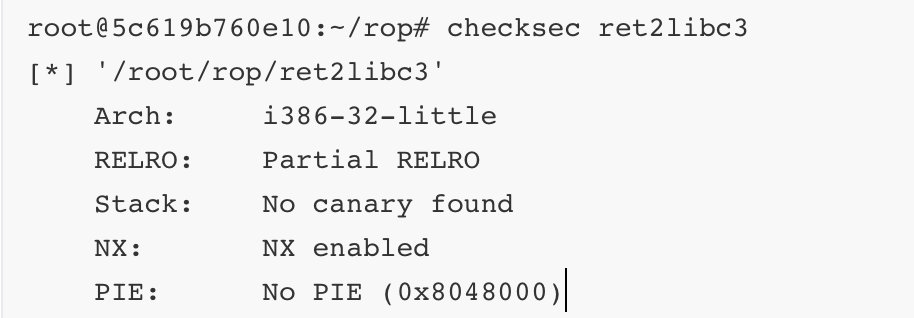 root@5c619b760e10:~/rop# checksec ret2libc3
[*] '/root/rop/ret2libc3'
    Arch:     i386-32-little
    RELRO:    Partial RELRO
    Stack:    No canary found
    NX:       NX enabled
    PIE:      No PIE (0x8048000)